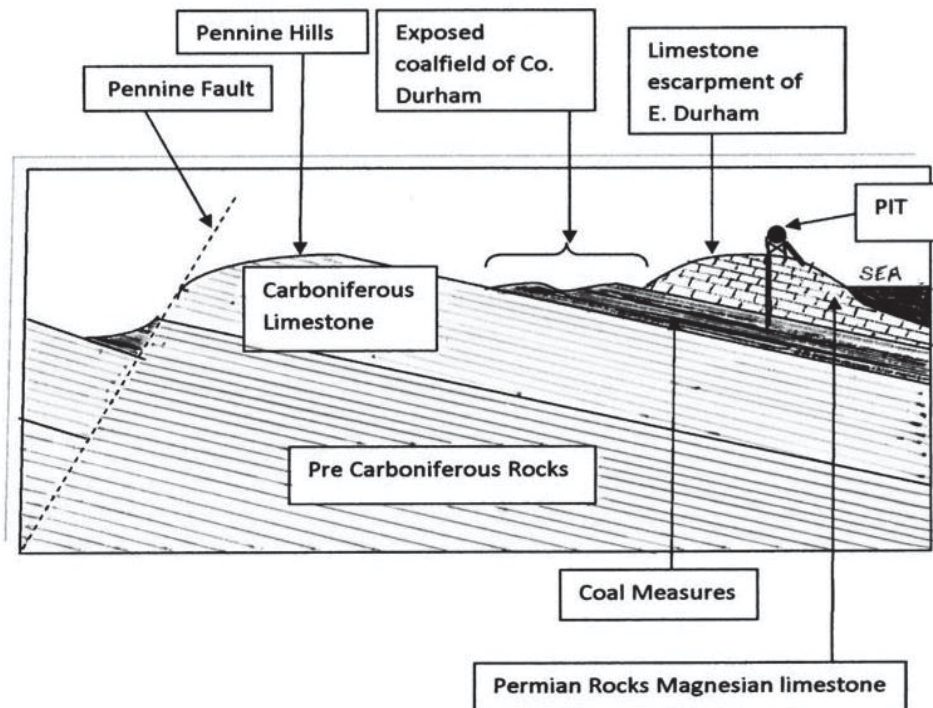 Pennine Hills
Exposed
coalfield of Co.
Durham
Limestone
escarpment of
E. Durham
Pennine Fault
PIT
SEA
Carboniferous
Limestone
Pre Carboniferous Rocks
Coal Measures
Permian Rocks Magnesian limestone